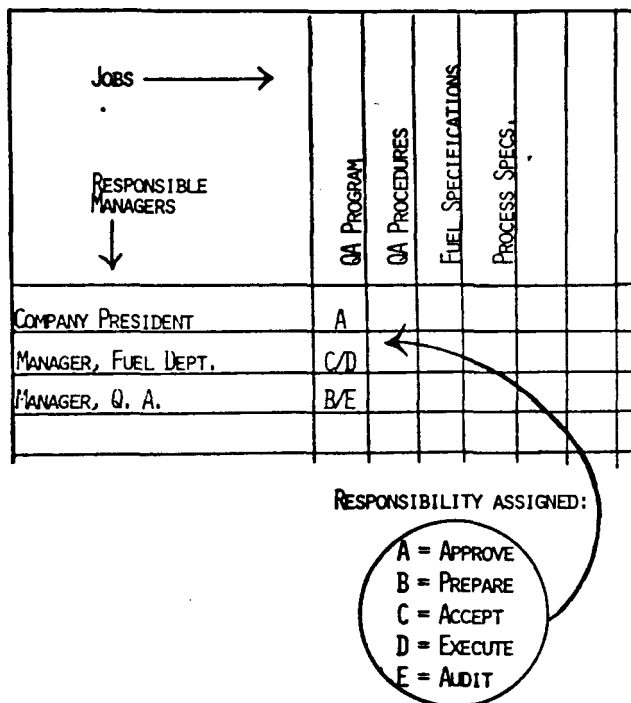 JOBS
RESPONSIBLE
MANAGERS
QA PROGRAM
QA PROCEDURES
FUEL SPECIFICATIONS
PROCESS SPECS.
COMPANY PRESIDENT A
MANAGER, FUEL DEPT. C/D
MANAGER, Q. A. B/E
RESPONSIBILITY ASSIGNED:
A = APPROVE
B = PREPARE
C = ACCEPT
D = EXECUTE
E = AUDIT